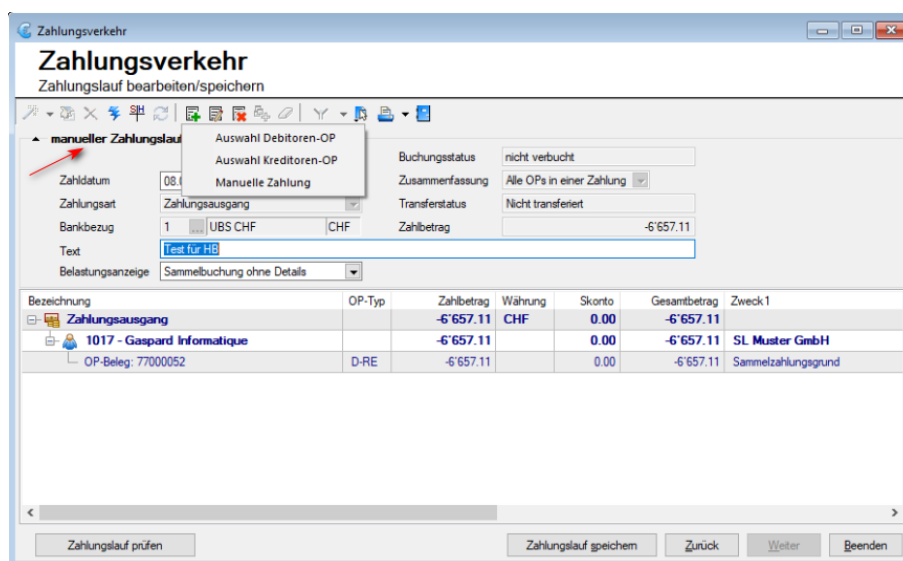 Zahlungsverkehr
Zahlungsverkehr
Zahlungslauf bearbeiten/speichern
manueller Zahlungslauf
Auswahl Debitoren-OP
Auswahl Kreditoren-OP
Manuelle Zahlung
Buchungsstatus nicht verbucht
Zahldatum 08.0 Zusammenfassung Alle OPs in einer Zahlung
Zahlungsart Zahlungsausgang Transferstatus Nicht transferiert
Bankbezug 1 ... UBS CHF CHF Zahlbetrag -6'657.11
Text Test für HB
Belastungsanzeige Sammelbuchung ohne Details
Bezeichnung OP-Typ Zahlbetrag Währung Skonto Gesamtbetrag Zweck1
Zahlungsausgang -6'657.11 CHF 0.00 -6'657.11
1017 - Gaspard Informatique -6'657.11 0.00 -6'657.11 SL Muster GmbH
OP-Beleg: 77000052 D-RE -6'657.11 0.00 -6'657.11 Sammelzahlungsgrund
Zahlungslauf prüfen Zahlungslauf speichern Zurück Weiter Beenden